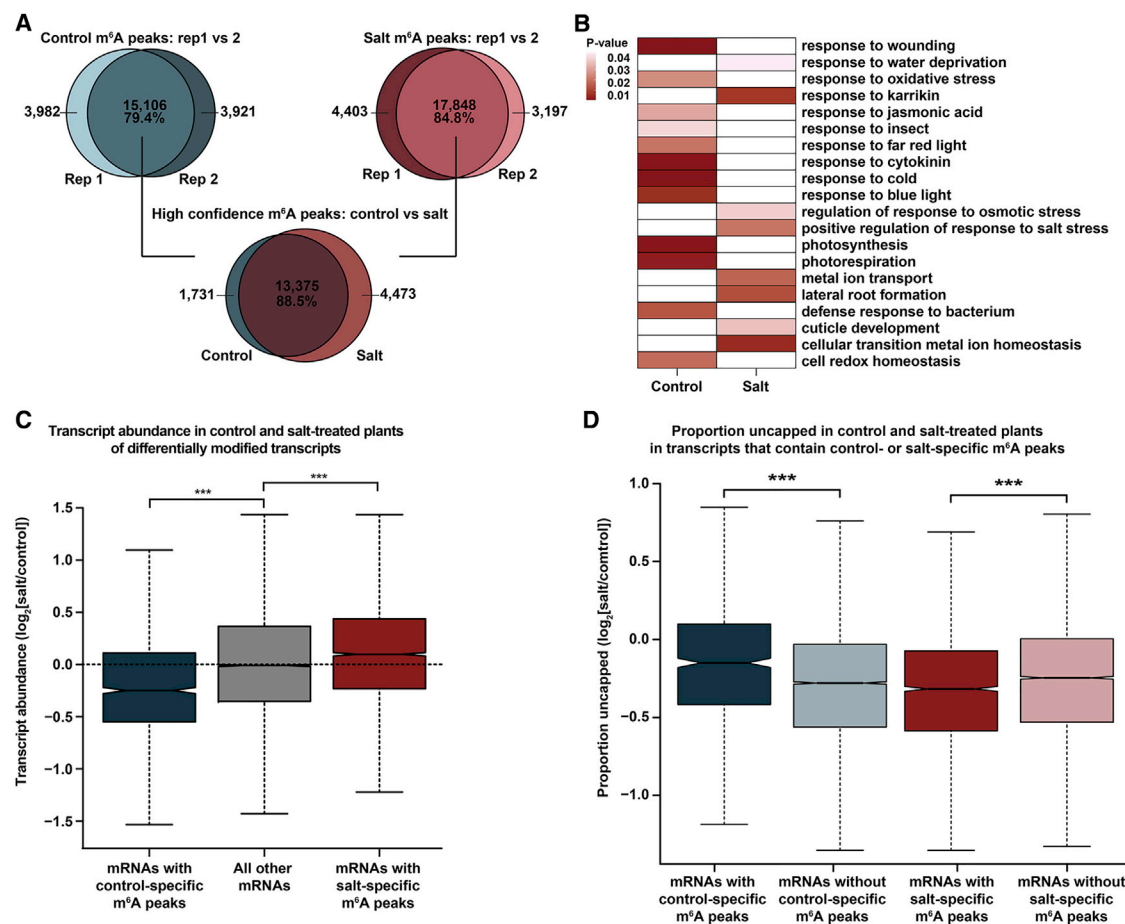 A
Control m⁶A peaks: rep1 vs 2
3,982
15,106
79.4%
3,921
Rep 1
Rep 2
Salt m⁶A peaks: rep1 vs 2
4,403
17,848
84.8%
3,197
Rep 1
Rep 2
High confidence m⁶A peaks: control vs salt
1,731
13,375
88.5%
4,473
Control
Salt
B
P-value
0.04
0.03
0.02
0.01
response to wounding
response to water deprivation
response to oxidative stress
response to karrikin
response to jasmonic acid
response to insect
response to far red light
response to cytokinin
response to cold
response to blue light
regulation of response to osmotic stress
positive regulation of response to salt stress
photosynthesis
photorespiration
metal ion transport
lateral root formation
defense response to bacterium
cuticle development
cellular transition metal ion homeostasis
cell redox homeostasis
Control
Salt
C
Transcript abundance in control and salt-treated plants
of differentially modified transcripts
Transcript abundance (log₂[salt/control])
1.5
1.0
0.5
0.0
−0.5
−1.0
−1.5
***
***
mRNAs with
control-specific
m⁶A peaks
All other
mRNAs
mRNAs with
salt-specific
m⁶A peaks
D
Proportion uncapped in control and salt-treated plants
in transcripts that contain control- or salt-specific m⁶A peaks
Proportion uncapped (log₂[salt/comtrol])
1.0
0.5
0.0
−0.5
−1.0
***
***
mRNAs with
control-specific
m⁶A peaks
mRNAs without
control-specific
m⁶A peaks
mRNAs with
salt-specific
m⁶A peaks
mRNAs without
salt-specific
m⁶A peaks